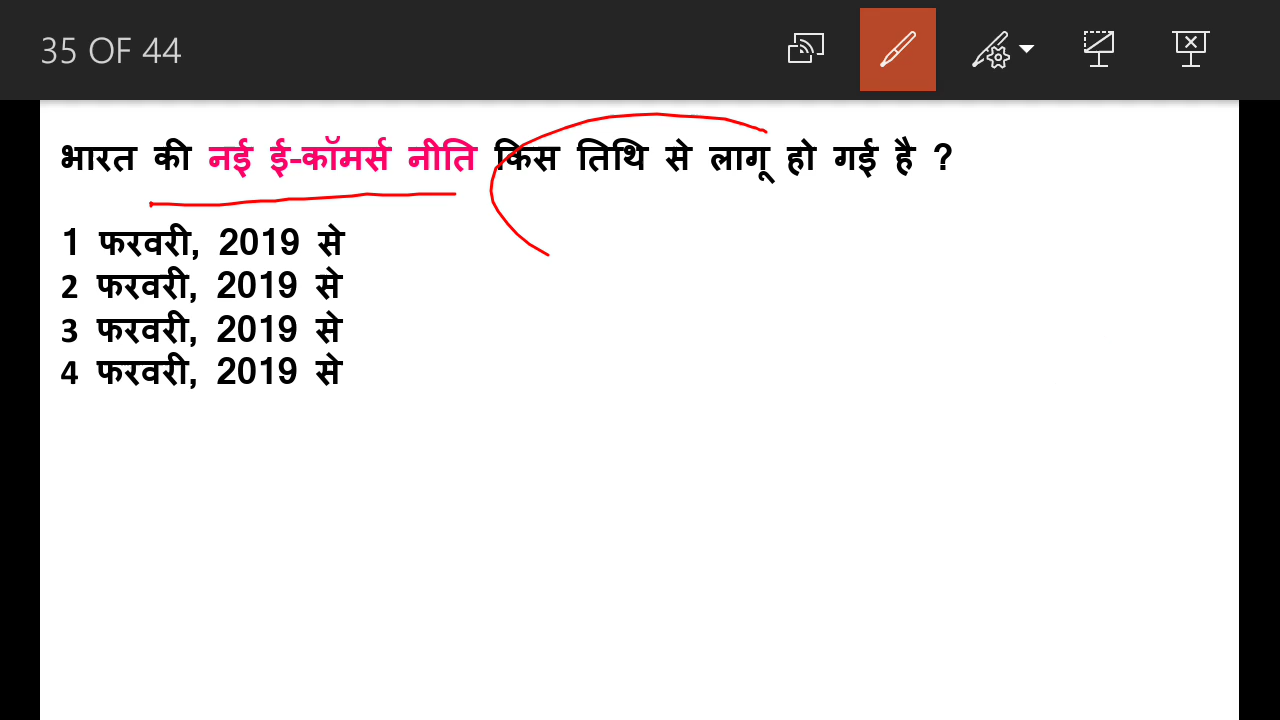 35 OF 44
भारत की नई ई-कॉमर्स नीति किस तिथि से लागू हो गई है ?
1 फरवरी, 2019 से
2 फरवरी, 2019 से
3 फरवरी, 2019 से
4 फरवरी, 2019 से